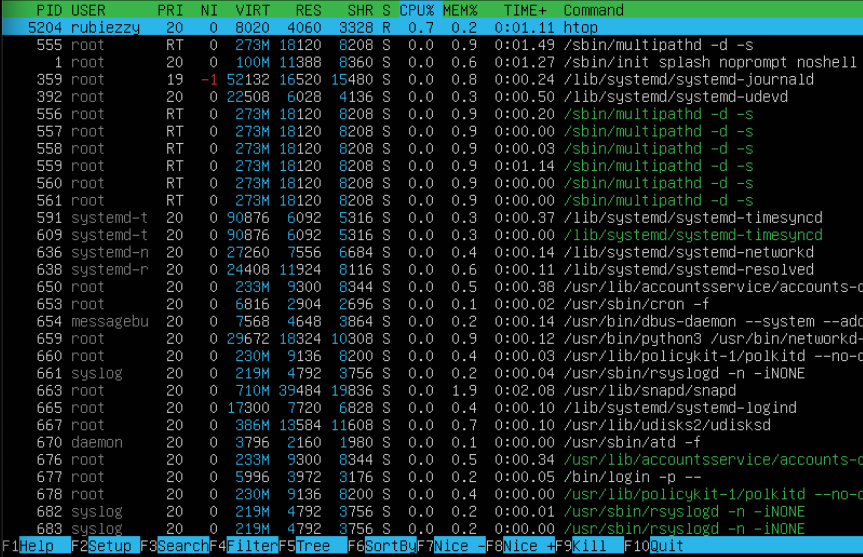 PID USER PRI NI VIRT RES SHR S CPU% MEM% TIME+ Command
5204 rubiezzy 20 0 8020 4060 3328 R 0.7 0.2 0:01.11 htop
555 root RT 0 273M 18120 8208 S 0.0 0.9 0:01.49 /sbin/multipathd -d -s
1 root 20 0 100M 11388 8360 S 0.0 0.6 0:01.27 /sbin/init splash noprompt noshell
359 root 19 -1 52132 16520 15480 S 0.0 0.8 0:00.24 /lib/systemd/systemd-journald
392 root 20 0 22508 6028 4136 S 0.0 0.3 0:00.50 /lib/systemd/systemd-udevd
556 root RT 0 273M 18120 8208 S 0.0 0.9 0:00.20 /sbin/multipathd -d -s
557 root RT 0 273M 18120 8208 S 0.0 0.9 0:00.00 /sbin/multipathd -d -s
558 root RT 0 273M 18120 8208 S 0.0 0.9 0:00.03 /sbin/multipathd -d -s
559 root RT 0 273M 18120 8208 S 0.0 0.9 0:01.14 /sbin/multipathd -d -s
560 root RT 0 273M 18120 8208 S 0.0 0.9 0:00.00 /sbin/multipathd -d -s
561 root RT 0 273M 18120 8208 S 0.0 0.9 0:00.00 /sbin/multipathd -d -s
591 systemd-t 20 0 90876 6092 5316 S 0.0 0.3 0:00.37 /lib/systemd/systemd-timesyncd
609 systemd-t 20 0 90876 6092 5316 S 0.0 0.3 0:00.00 /lib/systemd/systemd-timesyncd
636 systemd-n 20 0 27260 7556 6684 S 0.0 0.4 0:00.14 /lib/systemd/systemd-networkd
638 systemd-r 20 0 24408 11924 8116 S 0.0 0.6 0:00.11 /lib/systemd/systemd-resolved
650 root 20 0 233M 9300 8344 S 0.0 0.5 0:00.38 /usr/lib/accountsservice/accounts-d
653 root 20 0 6816 2904 2696 S 0.0 0.1 0:00.02 /usr/sbin/cron -f
654 messagebu 20 0 7568 4648 3864 S 0.0 0.2 0:00.14 /usr/bin/dbus-daemon --system --add
659 root 20 0 29672 18324 10308 S 0.0 0.9 0:00.12 /usr/bin/python3 /usr/bin/networkd-
660 root 20 0 230M 9136 8200 S 0.0 0.4 0:00.03 /usr/lib/policykit-1/polkitd --no-d
661 syslog 20 0 219M 4792 3756 S 0.0 0.2 0:00.04 /usr/sbin/rsyslogd -n -iNONE
663 root 20 0 710M 39484 19836 S 0.0 1.9 0:02.08 /usr/lib/snapd/snapd
665 root 20 0 17300 7720 6828 S 0.0 0.4 0:00.10 /lib/systemd/systemd-logind
667 root 20 0 386M 13584 11608 S 0.0 0.7 0:00.10 /usr/lib/udisks2/udisksd
670 daemon 20 0 3796 2160 1980 S 0.0 0.1 0:00.00 /usr/sbin/atd -f
676 root 20 0 233M 9300 8344 S 0.0 0.5 0:00.34 /usr/lib/accountsservice/accounts-d
677 root 20 0 5996 3972 3176 S 0.0 0.2 0:00.05 /bin/login -p --
678 root 20 0 230M 9136 8200 S 0.0 0.4 0:00.00 /usr/lib/policykit-1/polkitd --no-d
682 syslog 20 0 219M 4792 3756 S 0.0 0.2 0:00.01 /usr/sbin/rsyslogd -n -iNONE
683 syslog 20 0 219M 4792 3756 S 0.0 0.2 0:00.00 /usr/sbin/rsyslogd -n -iNONE
F1Help F2Setup F3SearchF4FilterF5Tree F6SortByF7Nice -F8Nice +F9Kill F10Quit